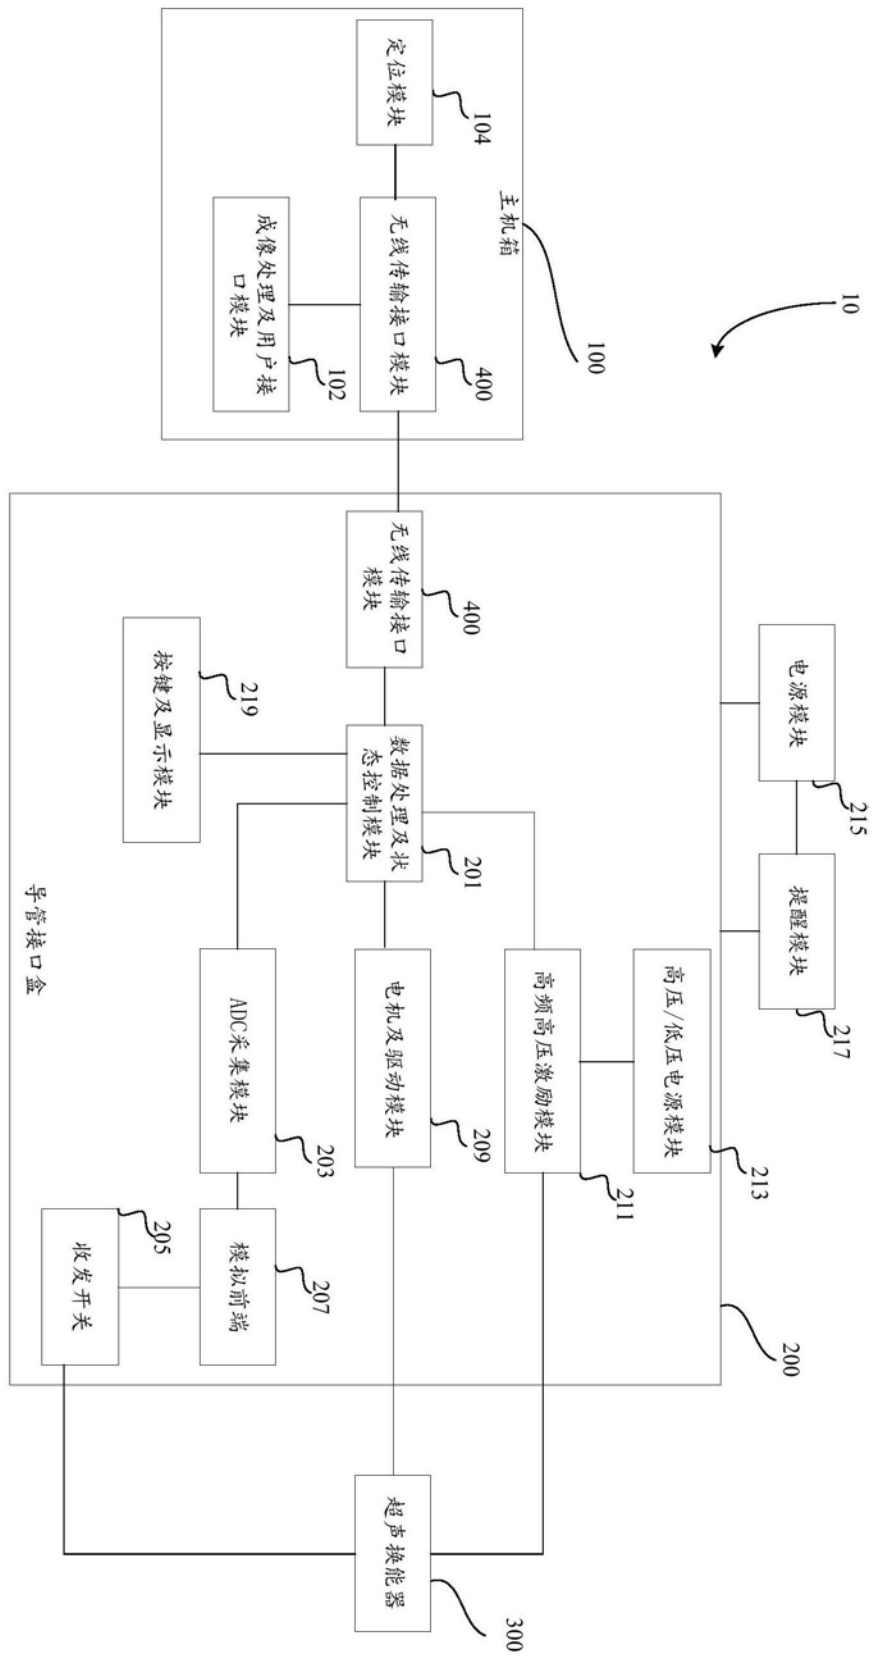 10
主机箱
100
定位模块
104
无线传输接口模块
400
成像处理及用户接
口模块
102
200
导管接口盒
无线传输接口
模块
400
数据处理及状
态控制模块
201
按键及显示模块
219
电源模块
215
提醒模块
217
高压/低压电源模块
213
高频高压激励模块
211
电机及驱动模块
209
ADC采集模块
203
模拟前端
207
收发开关
205
超声换能器
300